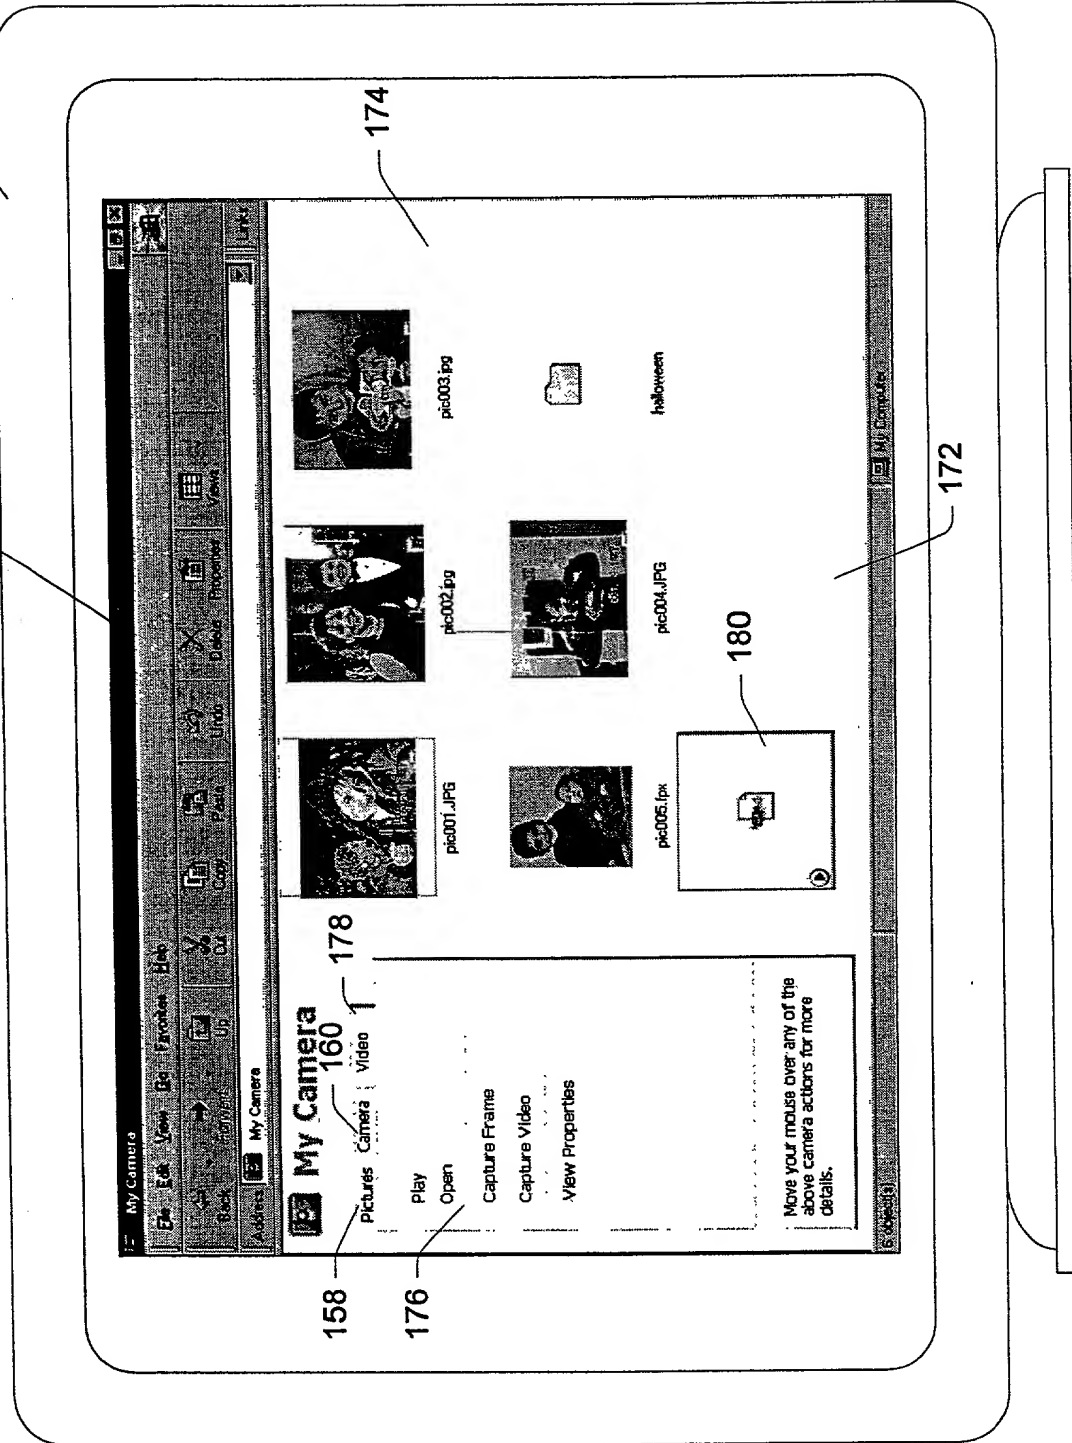 My Camera
File Edit View Go Favorites Help
Back Forward Up Cut Copy Paste Undo Delete Properties Views
Address My Camera Links
My Camera
160
158
Pictures Camera Video
178
176
Play
Open
Capture Frame
Capture Video
View Properties
Move your mouse over any of the
above camera actions for more
details.
174
pic001.JPG
pic002.jpg
pic003.jpg
pic005.fpx
pic004.JPG
halloween
180
172
6 object(s)
My Computer